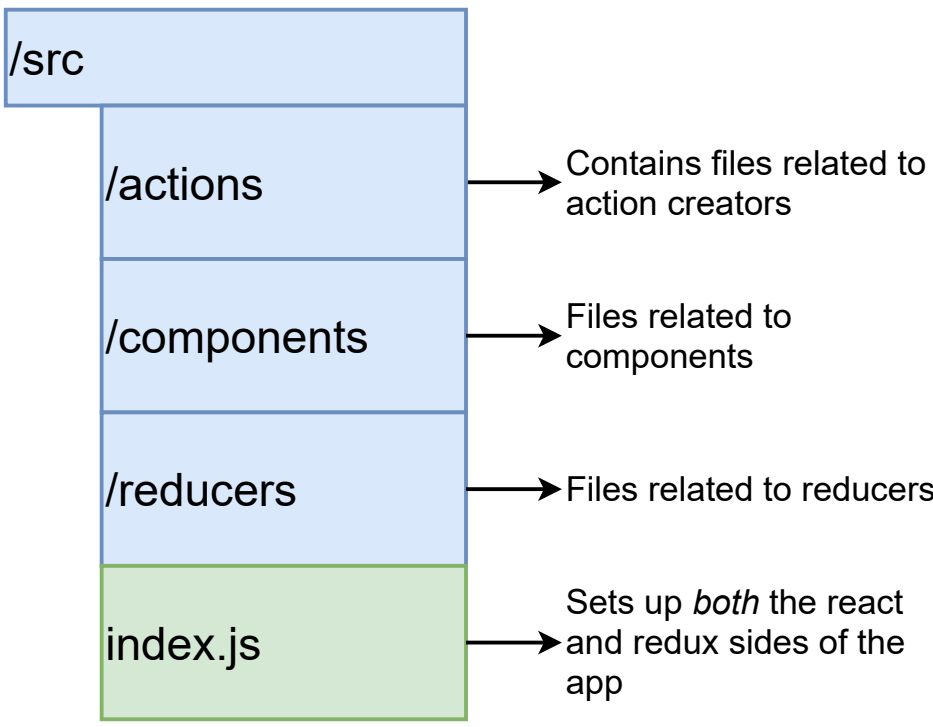 /src
/actions
Contains files related to
action creators
/components
Files related to
components
/reducers
Files related to reducers
index.js
Sets up both the react
and redux sides of the
app